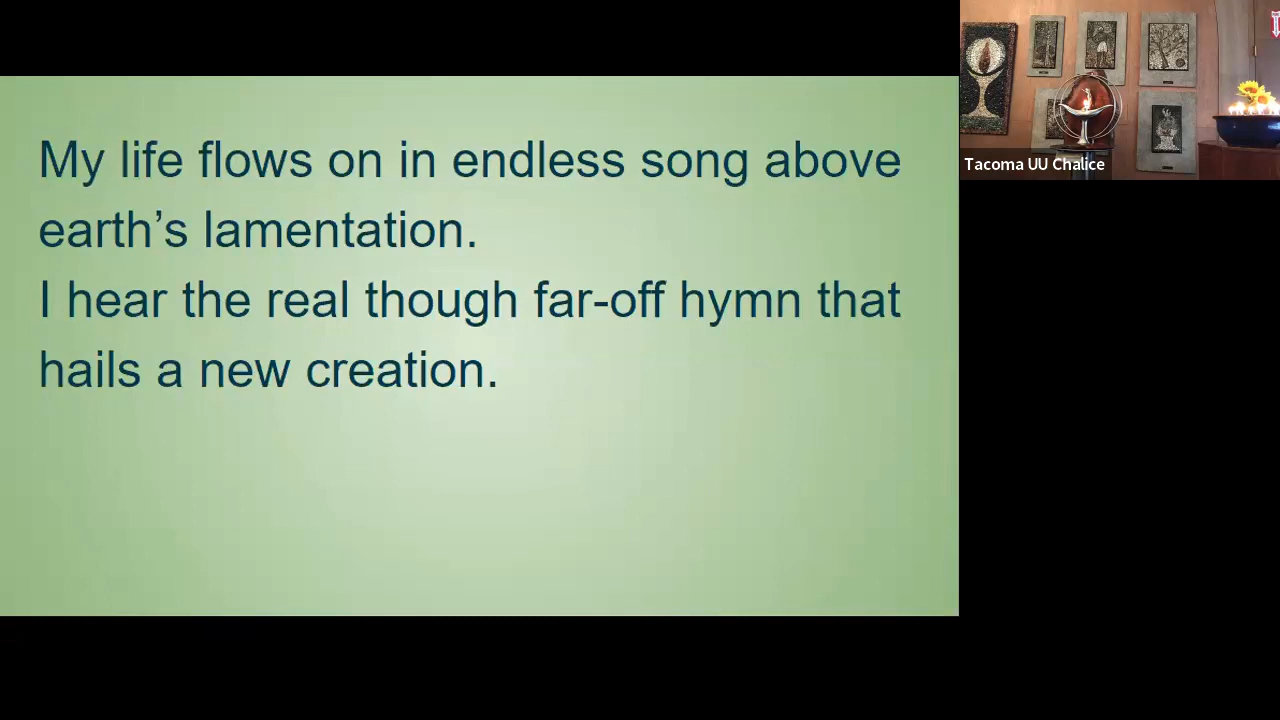 My life flows on in endless song above
earth’s lamentation.
I hear the real though far-off hymn that
hails a new creation.
Tacoma UU Chalice